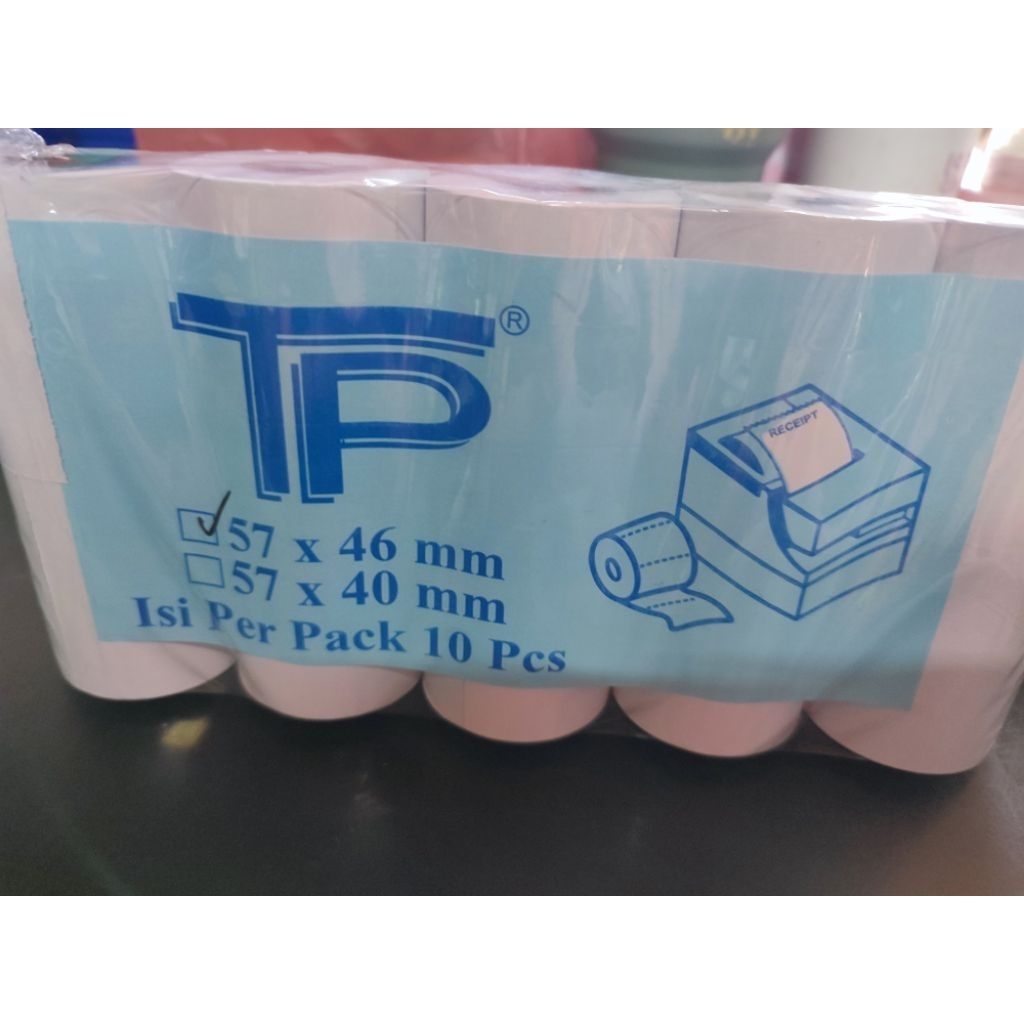 TP®
57 x 46 mm
57 x 40 mm
Isi Per Pack 10 Pcs
RECEIPT